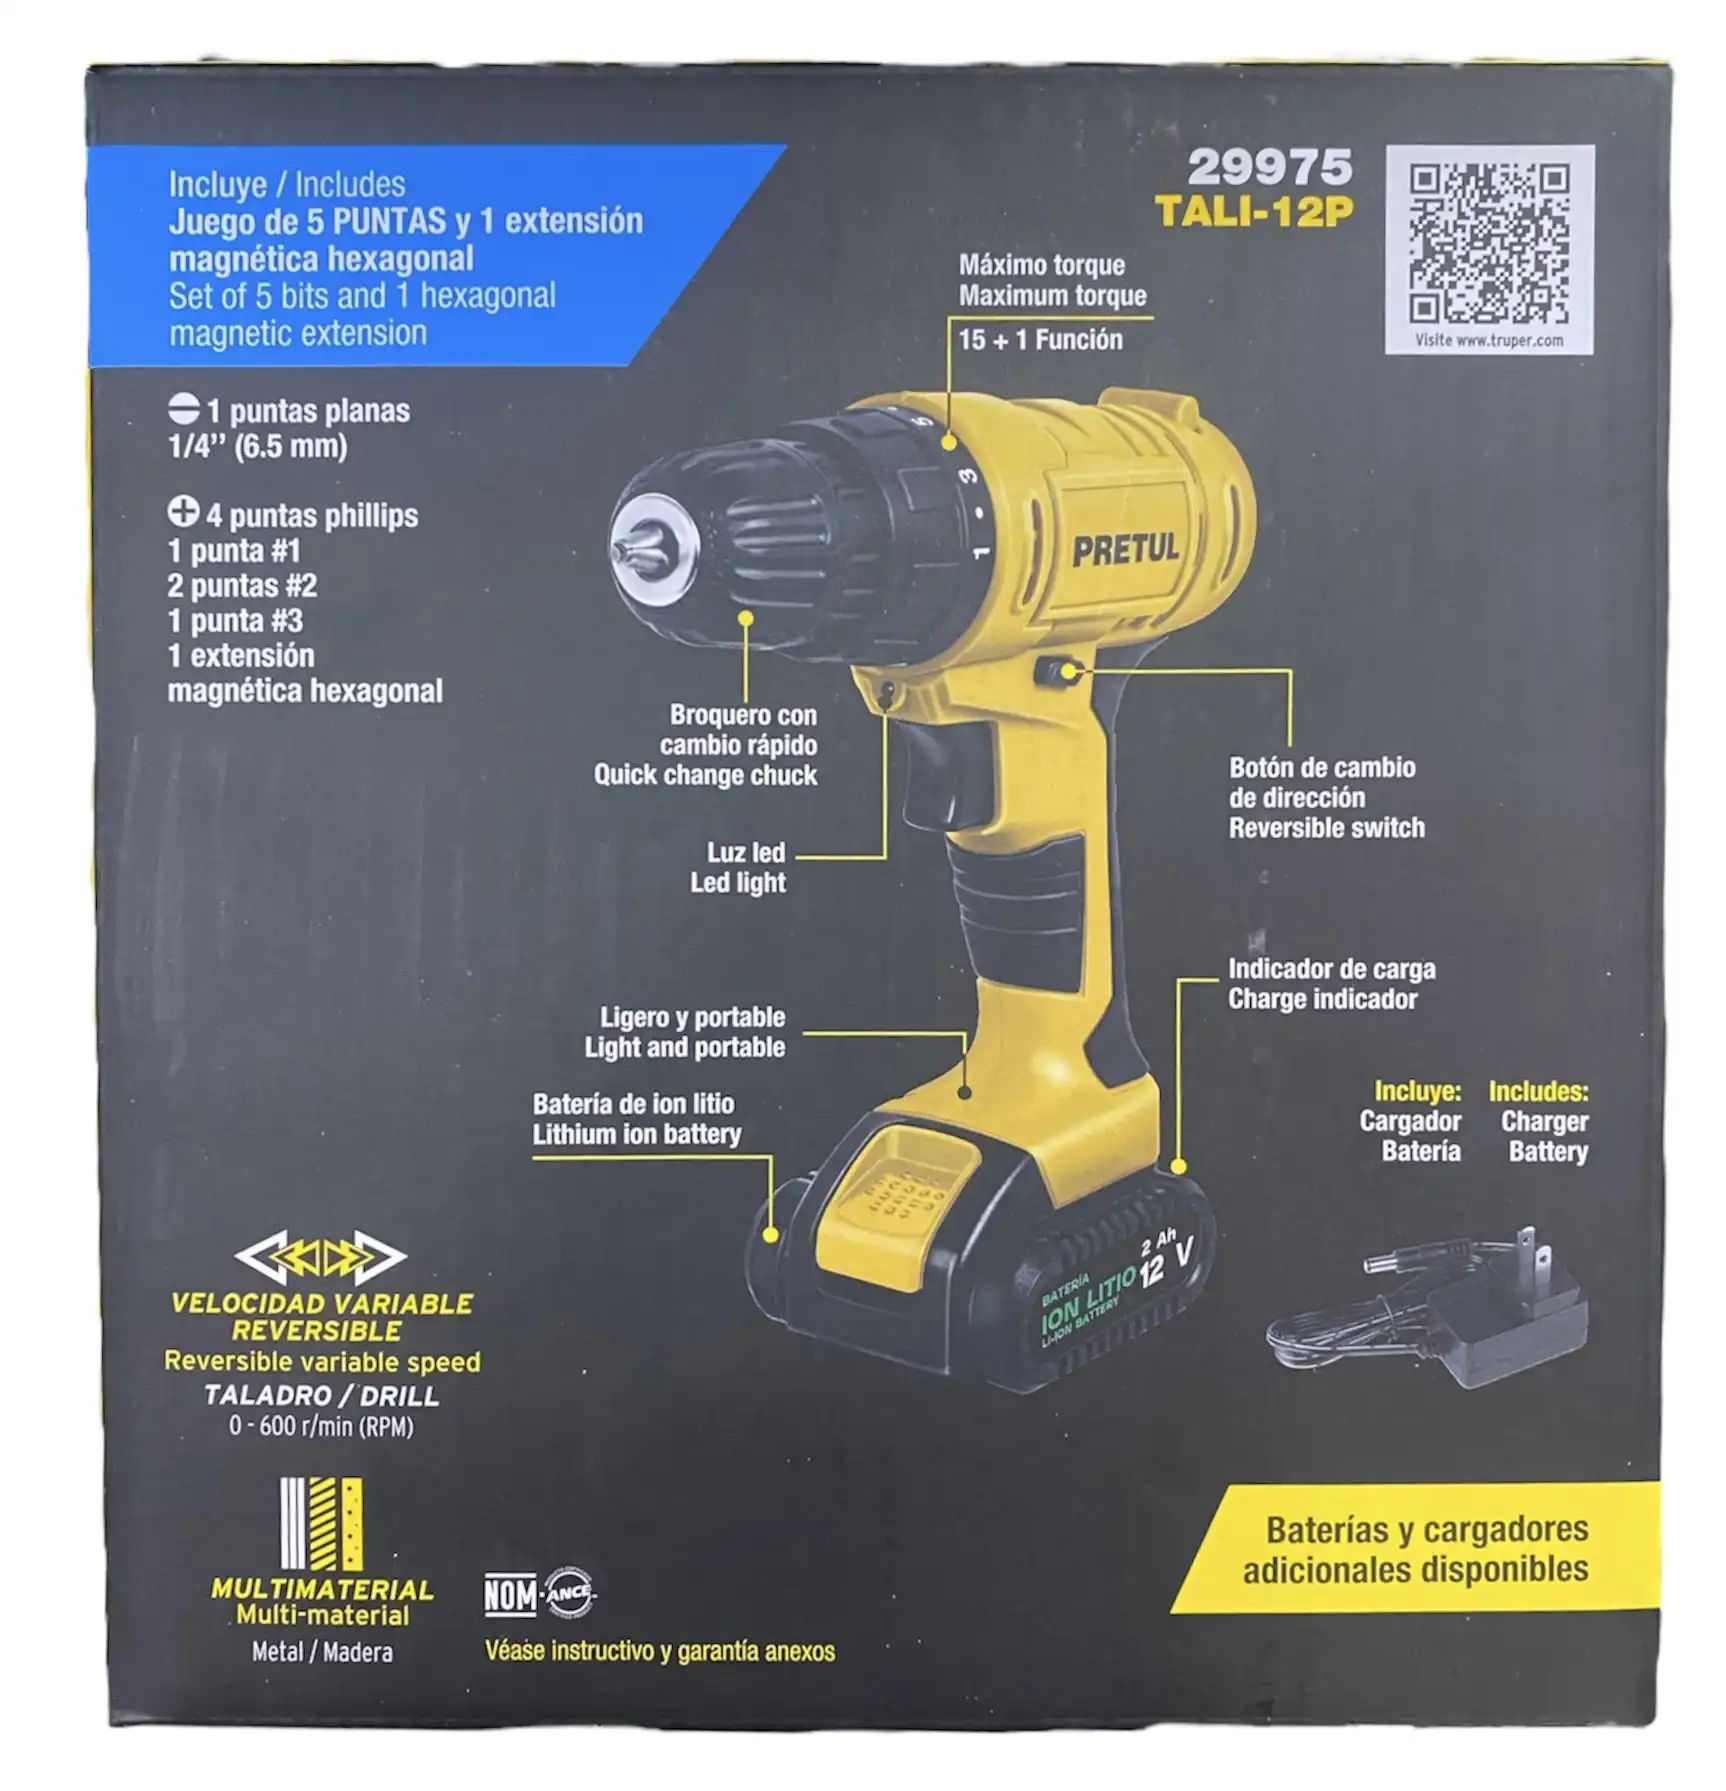 Incluye / Includes
Juego de 5 PUNTAS y 1 extensión
magnética hexagonal
Set of 5 bits and 1 hexagonal
magnetic extension
1 puntas planas
1/4” (6.5 mm)
4 puntas phillips
1 punta #1
2 puntas #2
1 punta #3
1 extensión
magnética hexagonal
29975
TALI-12P
Visite www.truper.com
Máximo torque
Maximum torque
15 + 1 Función
5
3
1
PRETUL
Broquero con
cambio rápido
Quick change chuck
Botón de cambio
de dirección
Reversible switch
Luz led
Led light
Indicador de carga
Charge indicador
Ligero y portable
Light and portable
Batería de ion litio
Lithium ion battery
Incluye:
Cargador
Batería
Includes:
Charger
Battery
BATERÍA
ION LITIO
LI-ION BATTERY
2 Ah
12 V
VELOCIDAD VARIABLE
REVERSIBLE
Reversible variable speed
TALADRO / DRILL
0 - 600 r/min (RPM)
MULTIMATERIAL
Multi-material
Metal / Madera
NOM-ANCE
Véase instructivo y garantía anexos
Baterías y cargadores
adicionales disponibles